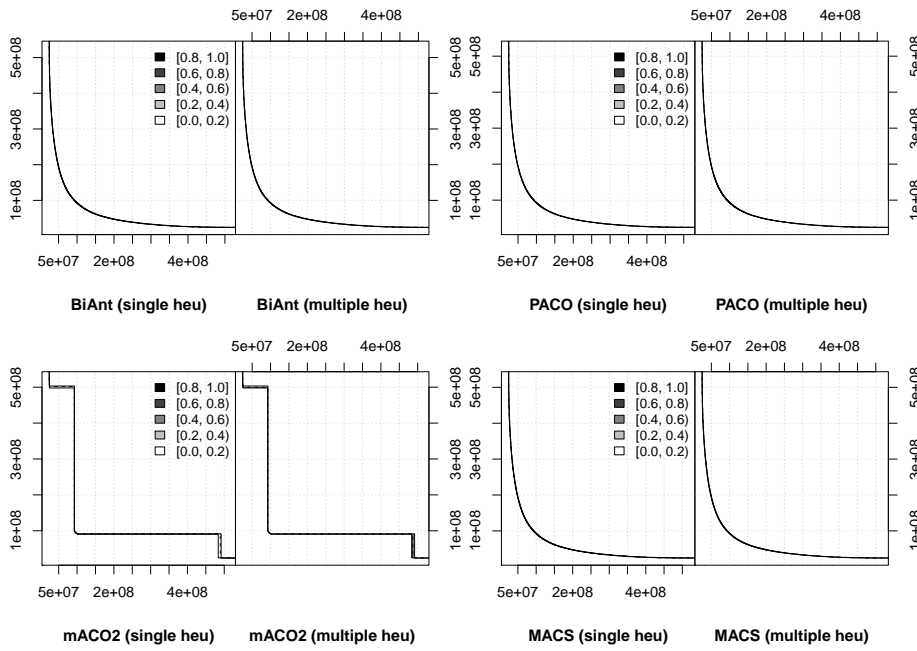 5e+07 2e+08 4e+08
5e+07 2e+08 4e+08
1e+08 3e+08 5e+08
[0.8, 1.0]
[0.6, 0.8)
[0.4, 0.6)
[0.2, 0.4)
[0.0, 0.2)
1e+08 3e+08 5e+08
[0.8, 1.0]
[0.6, 0.8)
[0.4, 0.6)
[0.2, 0.4)
[0.0, 0.2)
1e+08 3e+08 5e+08
5e+07 2e+08 4e+08
5e+07 2e+08 4e+08
BiAnt (single heu)
BiAnt (multiple heu)
PACO (single heu)
PACO (multiple heu)
5e+07 2e+08 4e+08
5e+07 2e+08 4e+08
1e+08 3e+08 5e+08
[0.8, 1.0]
[0.6, 0.8)
[0.4, 0.6)
[0.2, 0.4)
[0.0, 0.2)
1e+08 3e+08 5e+08
[0.8, 1.0]
[0.6, 0.8)
[0.4, 0.6)
[0.2, 0.4)
[0.0, 0.2)
1e+08 3e+08 5e+08
5e+07 2e+08 4e+08
5e+07 2e+08 4e+08
mACO2 (single heu)
mACO2 (multiple heu)
MACS (single heu)
MACS (multiple heu)